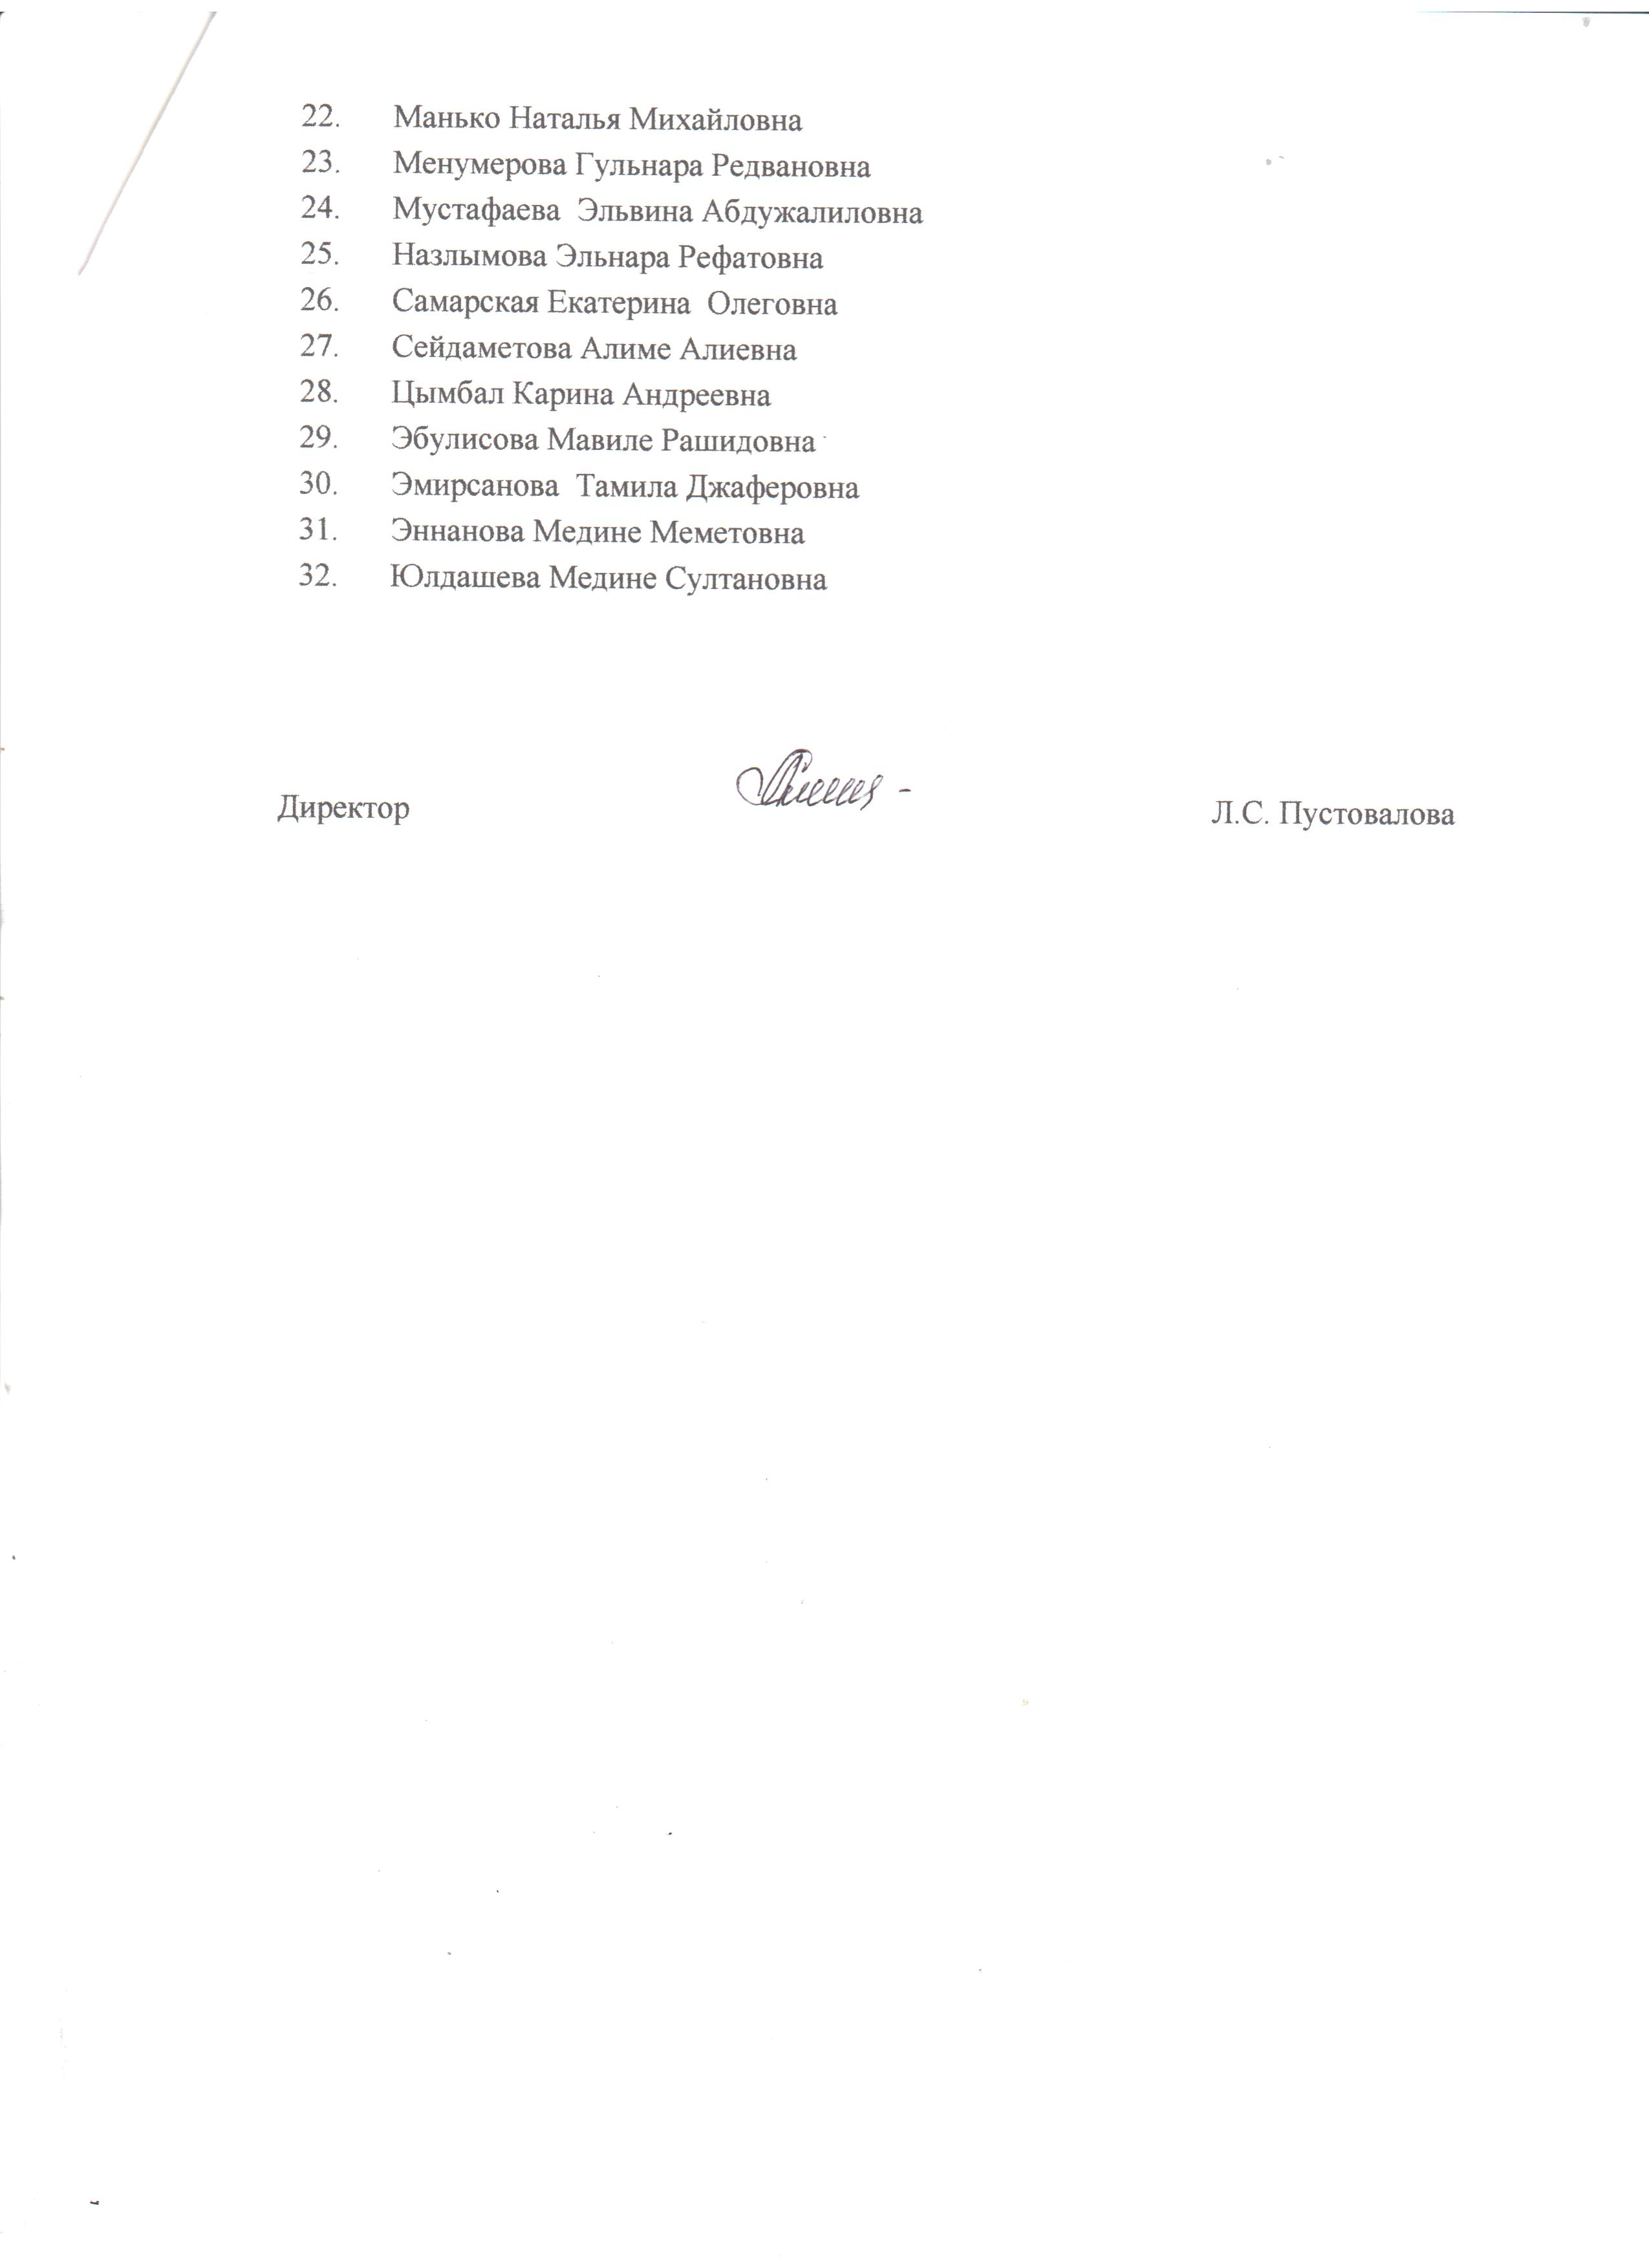 22. Манько Наталья Михайловна
23. Менумерова Гульнара Редвановна
24. Мустафаева Эльвина Абдужалиловна
25. Назлымова Эльнара Рефатовна
26. Самарская Екатерина Олеговна
27. Сейдаметова Алиме Алиевна
28. Цымбал Карина Андреевна
29. Эбулисова Мавиле Рашидовна
30. Эмирсанова Тамила Джаферовна
31. Эннанова Медине Меметовна
32. Юлдашева Медине Султановна
Директор Л.С. Пустовалова